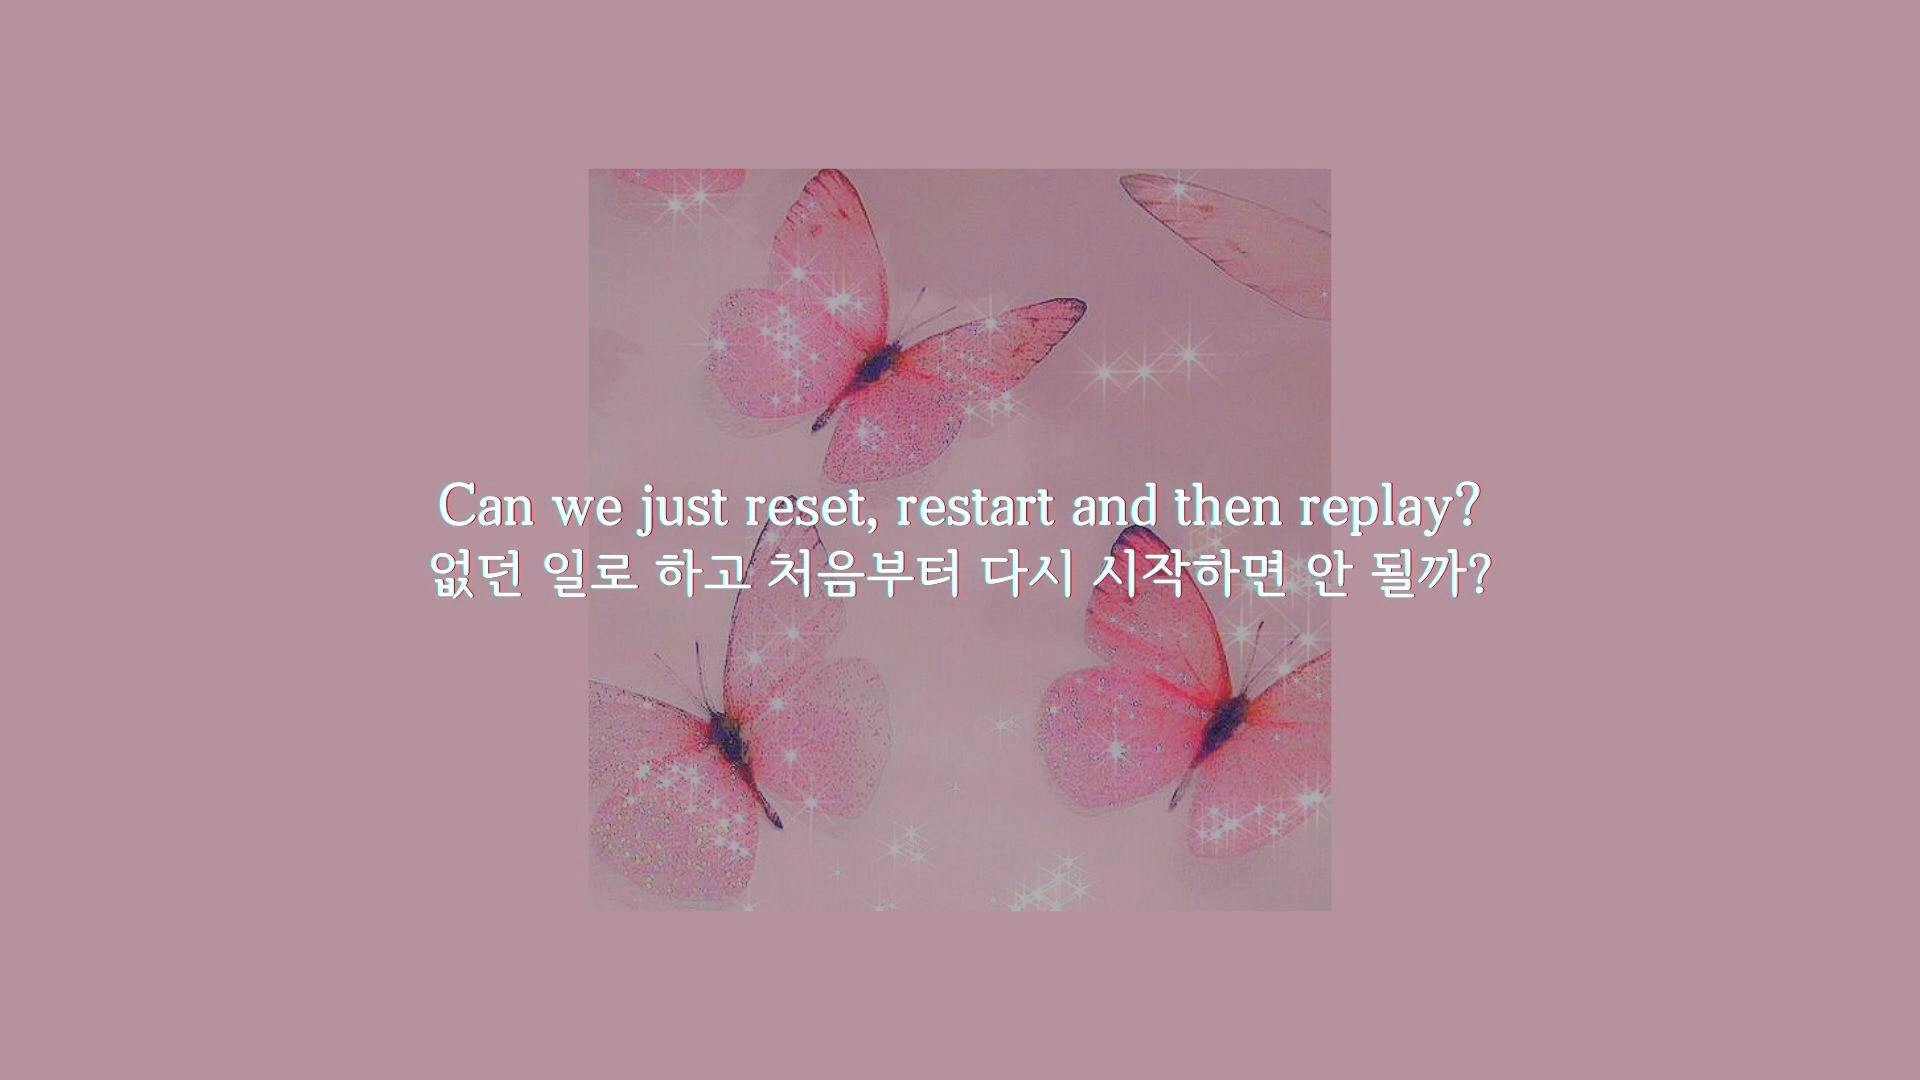 Can we just reset, restart and then replay?
없던 일로 하고 처음부터 다시 시작하면 안 될까?